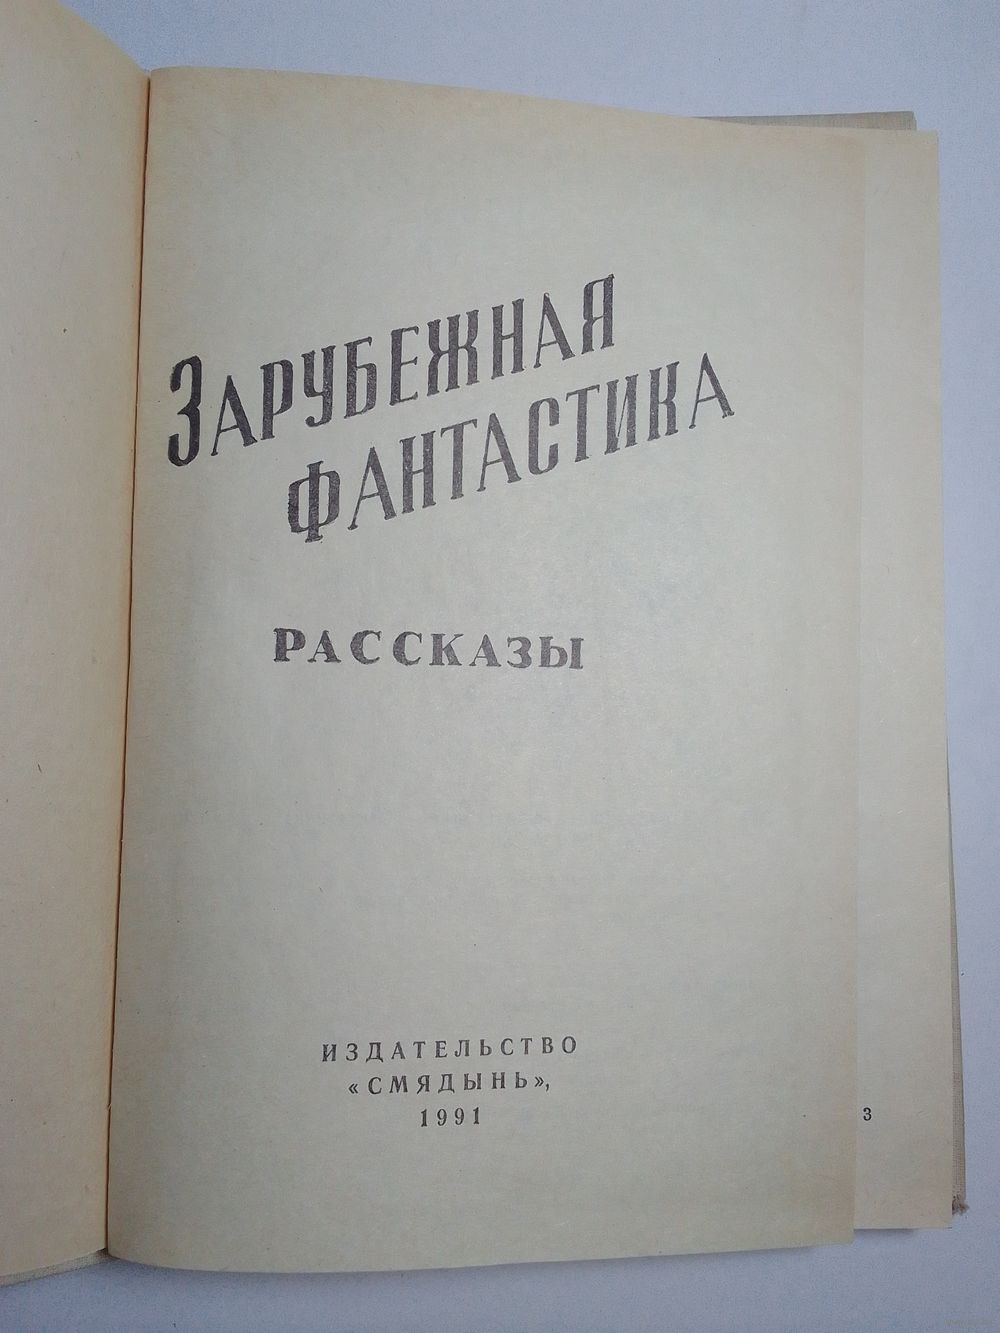 ЗАРУБЕЖНАЯ
ФАНТАСТИКА
РАССКАЗЫ
ИЗДАТЕЛЬСТВО
«СМЯДЫНЬ»,
1991
3